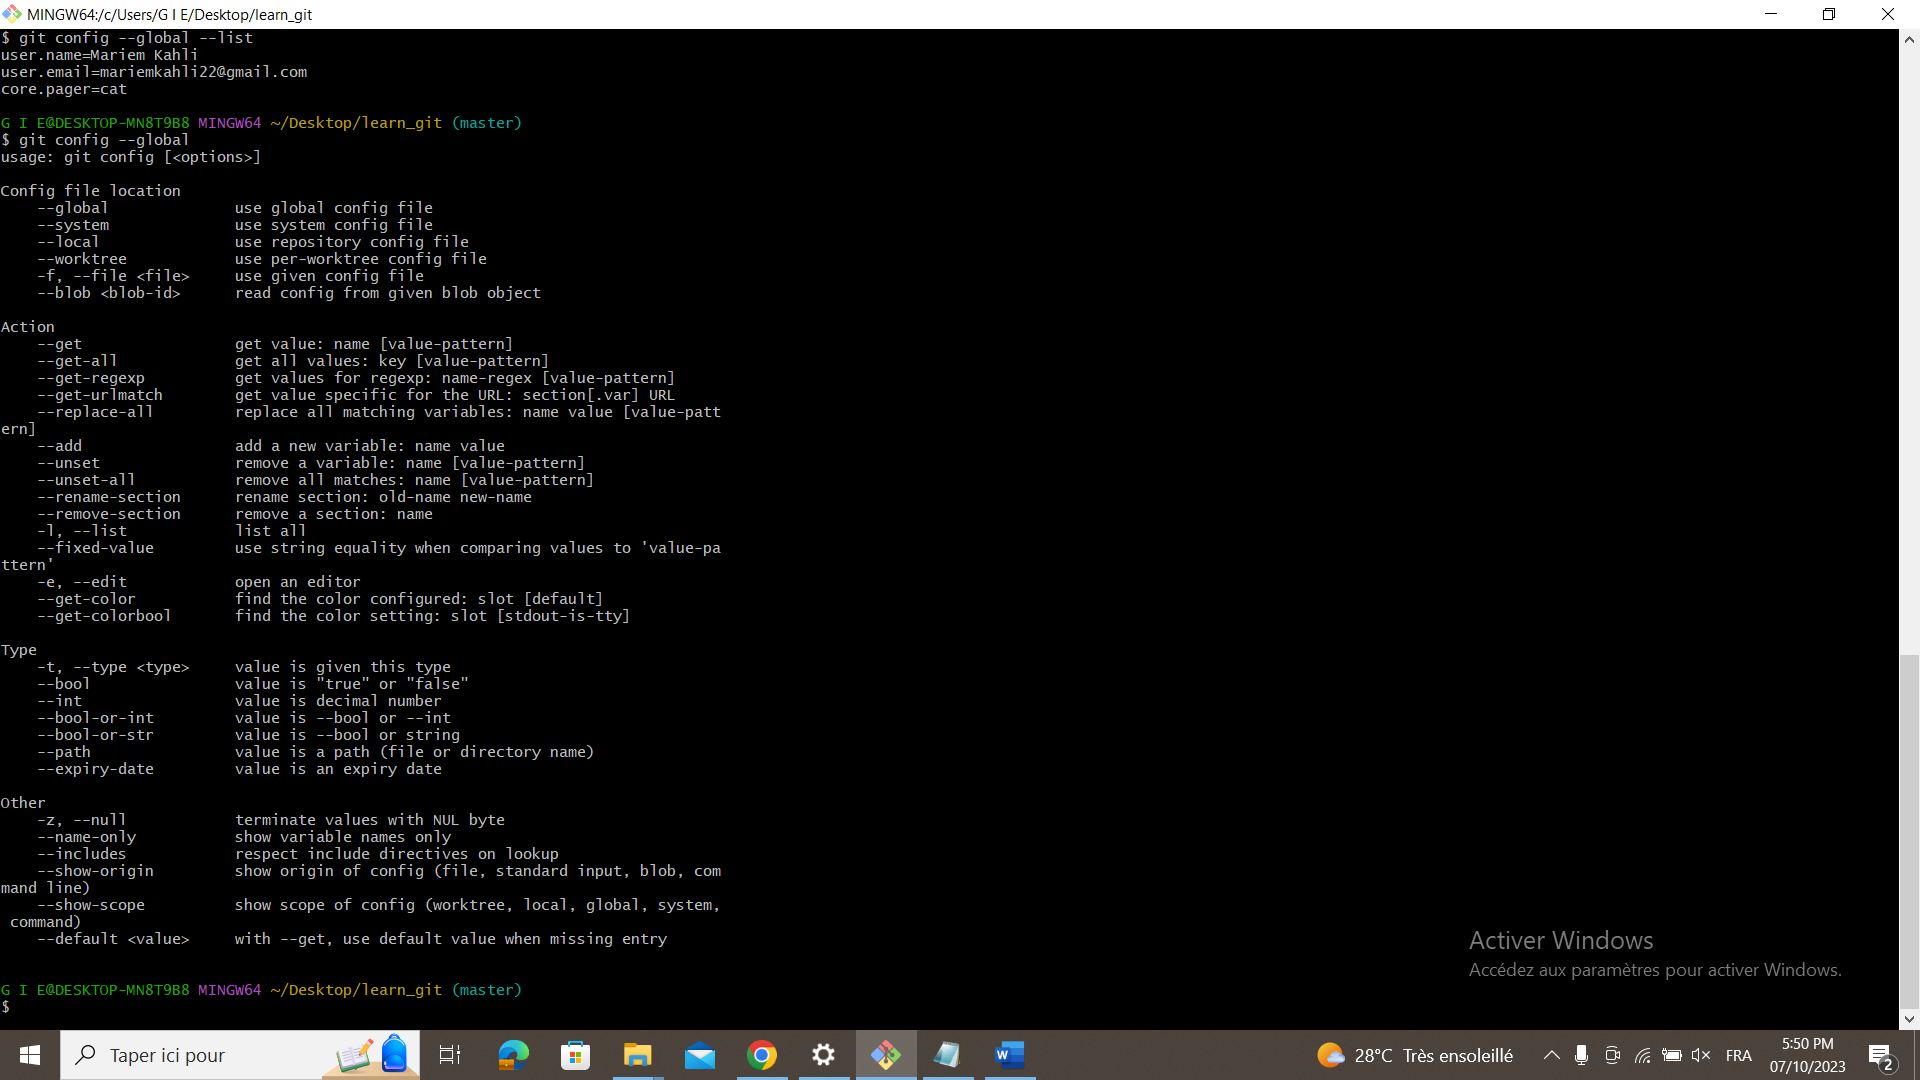 MINGW64:/c/Users/G I E/Desktop/learn_git
$ git config --global --list
user.name=Mariem Kahli
user.email=mariemkahli22@gmail.com
core.pager=cat
G I E@DESKTOP-MN8T9B8 MINGW64 ~/Desktop/learn_git (master)
$ git config --global
usage: git config [<options>]
Config file location
--global use global config file
--system use system config file
--local use repository config file
--worktree use per-worktree config file
-f, --file <file> use given config file
--blob <blob-id> read config from given blob object
Action
--get get value: name [value-pattern]
--get-all get all values: key [value-pattern]
--get-regexp get values for regexp: name-regex [value-pattern]
--get-urlmatch get value specific for the URL: section[.var] URL
--replace-all replace all matching variables: name value [value-patt
ern]
--add add a new variable: name value
--unset remove a variable: name [value-pattern]
--unset-all remove all matches: name [value-pattern]
--rename-section rename section: old-name new-name
--remove-section remove a section: name
-l, --list list all
--fixed-value use string equality when comparing values to 'value-pa
ttern'
-e, --edit open an editor
--get-color find the color configured: slot [default]
--get-colorbool find the color setting: slot [stdout-is-tty]
Type
-t, --type <type> value is given this type
--bool value is "true" or "false"
--int value is decimal number
--bool-or-int value is --bool or --int
--bool-or-str value is --bool or string
--path value is a path (file or directory name)
--expiry-date value is an expiry date
Other
-z, --null terminate values with NUL byte
--name-only show variable names only
--includes respect include directives on lookup
--show-origin show origin of config (file, standard input, blob, com
mand line)
--show-scope show scope of config (worktree, local, global, system,
command)
--default <value> with --get, use default value when missing entry
G I E@DESKTOP-MN8T9B8 MINGW64 ~/Desktop/learn_git (master)
$
Activer Windows
Accédez aux paramètres pour activer Windows.
Taper ici pour
28°C Très ensoleillé
FRA
5:50 PM
07/10/2023
2